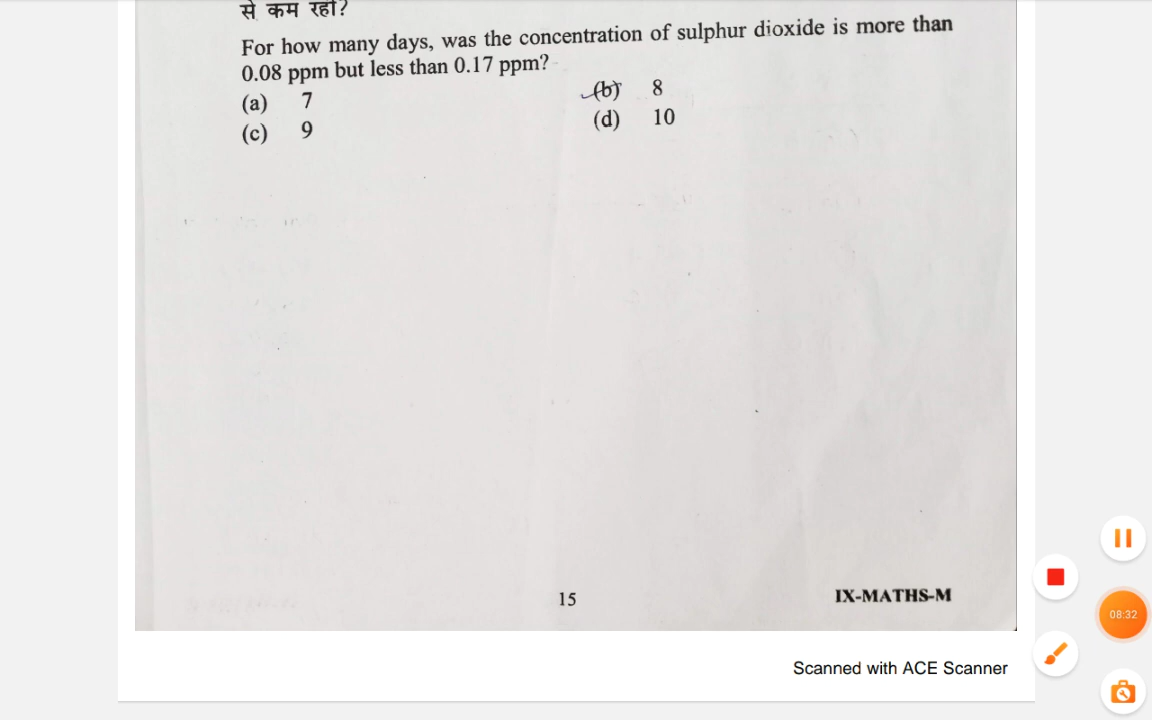 से कम रही?
For how many days, was the concentration of sulphur dioxide is more than
0.08 ppm but less than 0.17 ppm?
(a) 7 (b) 8
(c) 9 (d) 10
15 IX-MATHS-M
08:32
Scanned with ACE Scanner